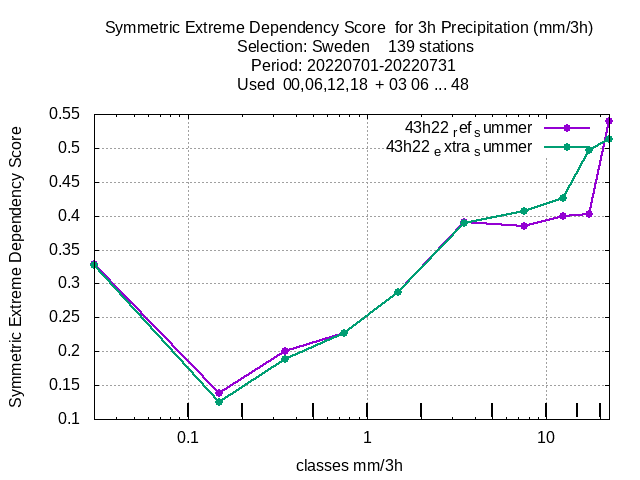 Symmetric Extreme Dependency Score for 3h Precipitation (mm/3h)
Selection: Sweden 139 stations
Period: 20220701-20220731
Used 00,06,12,18 + 03 06 ... 48
43h22 ref summer
43h22 extra summer
0.55
0.5
0.45
0.4
0.35
0.3
0.25
0.2
0.15
0.1
Symmetric Extreme Dependency Score
0.1 1 10
classes mm/3h